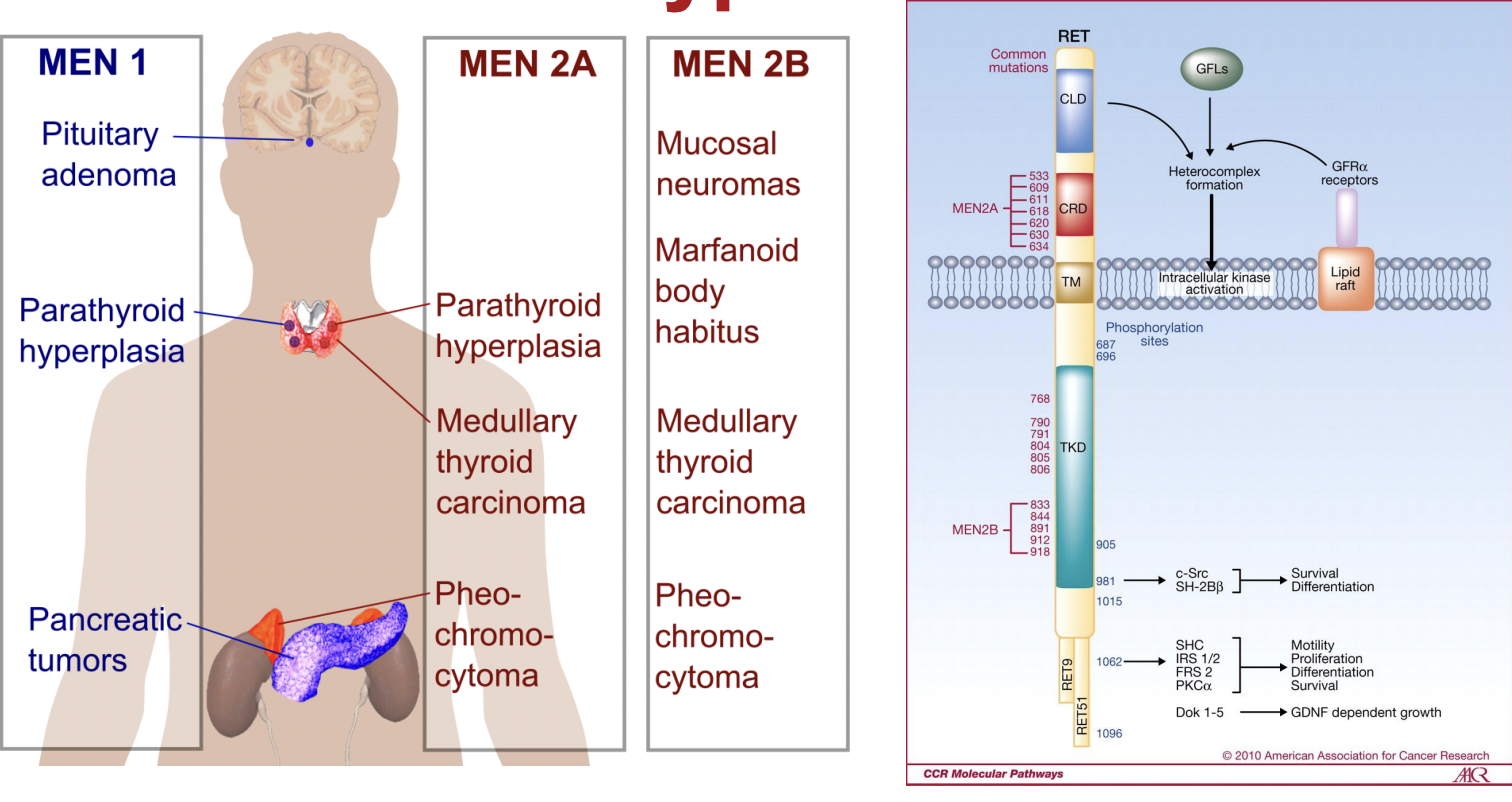 MEN 1
Pituitary
adenoma
Parathyroid
hyperplasia
Pancreatic
tumors
MEN 2A
Parathyroid
hyperplasia
Medullary
thyroid
carcinoma
Pheo-
chromo-
cytoma
MEN 2B
Mucosal
neuromas
Marfanoid
body
habitus
Medullary
thyroid
carcinoma
Pheo-
chromo-
cytoma
RET
Common
mutations
CLD
GFLs
Heterocomplex
formation
GFRα
receptors
MEN2A
533
609
611
618
620
630
634
CRD
TM
Intracellular kinase
activation
Lipid
raft
Phosphorylation
sites
687
696
768
790
791
804
805
806
TKD
MEN2B
833
844
891
912
918
905
981
c-Src
SH-2Bβ
Survival
Differentiation
1015
1062
SHC
IRS 1/2
FRS 2
PKCα
Motility
Proliferation
Differentiation
Survival
RET9
RET51
Dok 1-5
GDNF dependent growth
1096
© 2010 American Association for Cancer Research
CCR Molecular Pathways
AACR